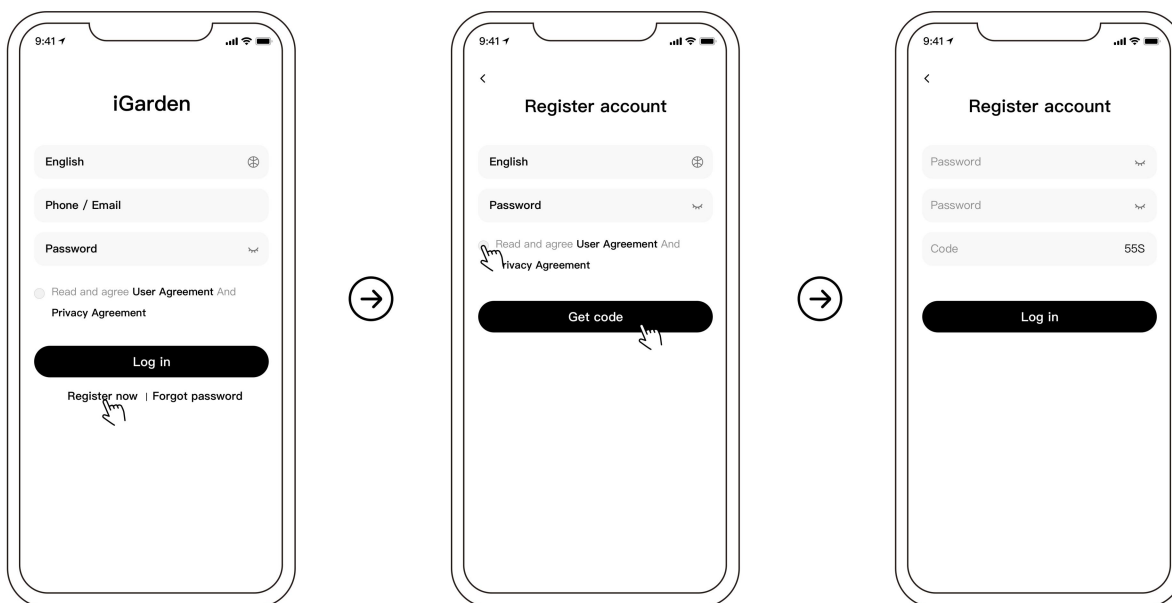 9:41
iGarden
English
Phone / Email
Password
Read and agree User Agreement And
Privacy Agreement
Log in
Register now | Forgot password
9:41
Register account
English
Password
Read and agree User Agreement And
Privacy Agreement
Get code
9:41
Register account
Password
Password
Code 55S
Log in